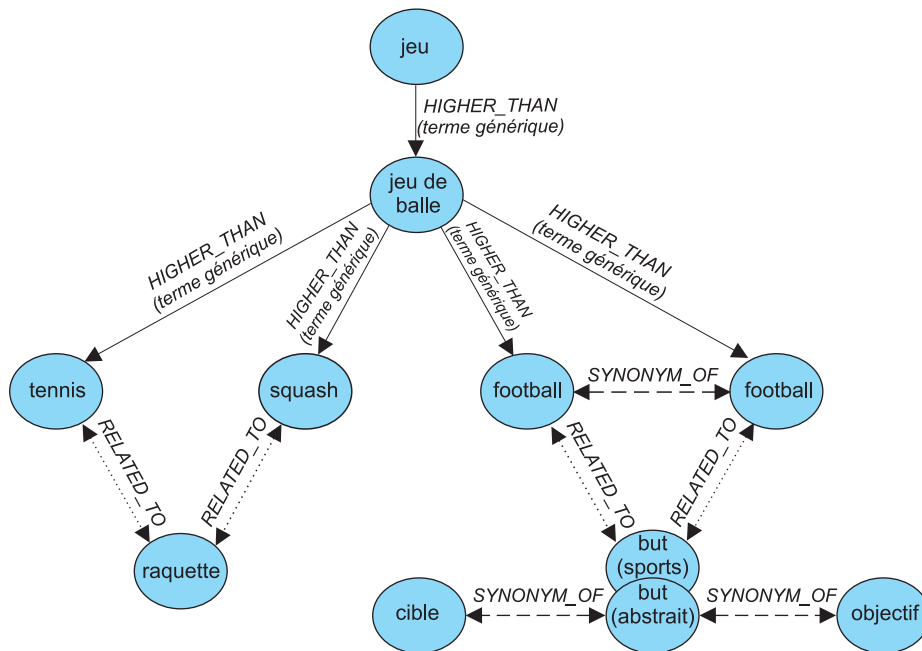 jeu
HIGHER_THAN
(terme générique)
jeu de
balle
HIGHER_THAN
(terme générique)
HIGHER_THAN
(terme générique)
HIGHER_THAN
(terme générique)
HIGHER_THAN
(terme générique)
tennis
squash
football
SYNONYM_OF
football
RELATED_TO
RELATED_TO
RELATED_TO
RELATED_TO
raquette
but
(sports)
cible
SYNONYM_OF
but
(abstrait)
SYNONYM_OF
objectif